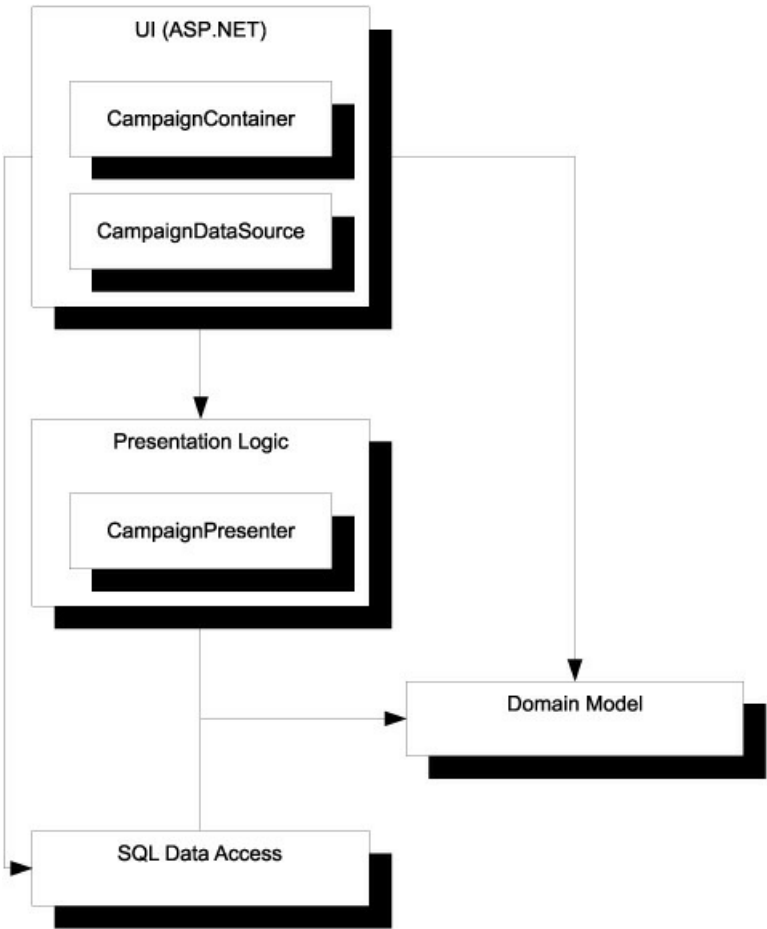 UI (ASP.NET)
CampaignContainer
CampaignDataSource
Presentation Logic
CampaignPresenter
Domain Model
SQL Data Access